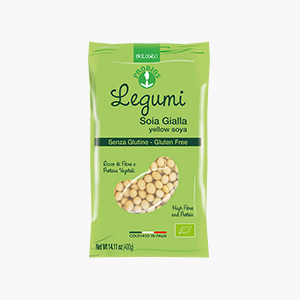 BIOLOGICO
PROBIOS
Legumi
Soia Gialla
yellow soya
Senza Glutine - Gluten Free
Ricco di Fibre e
Proteine Vegetali
High Fibre
and Protein
COLTIVATO IN ITALIA
Net Wt 14.11 oz (400g)